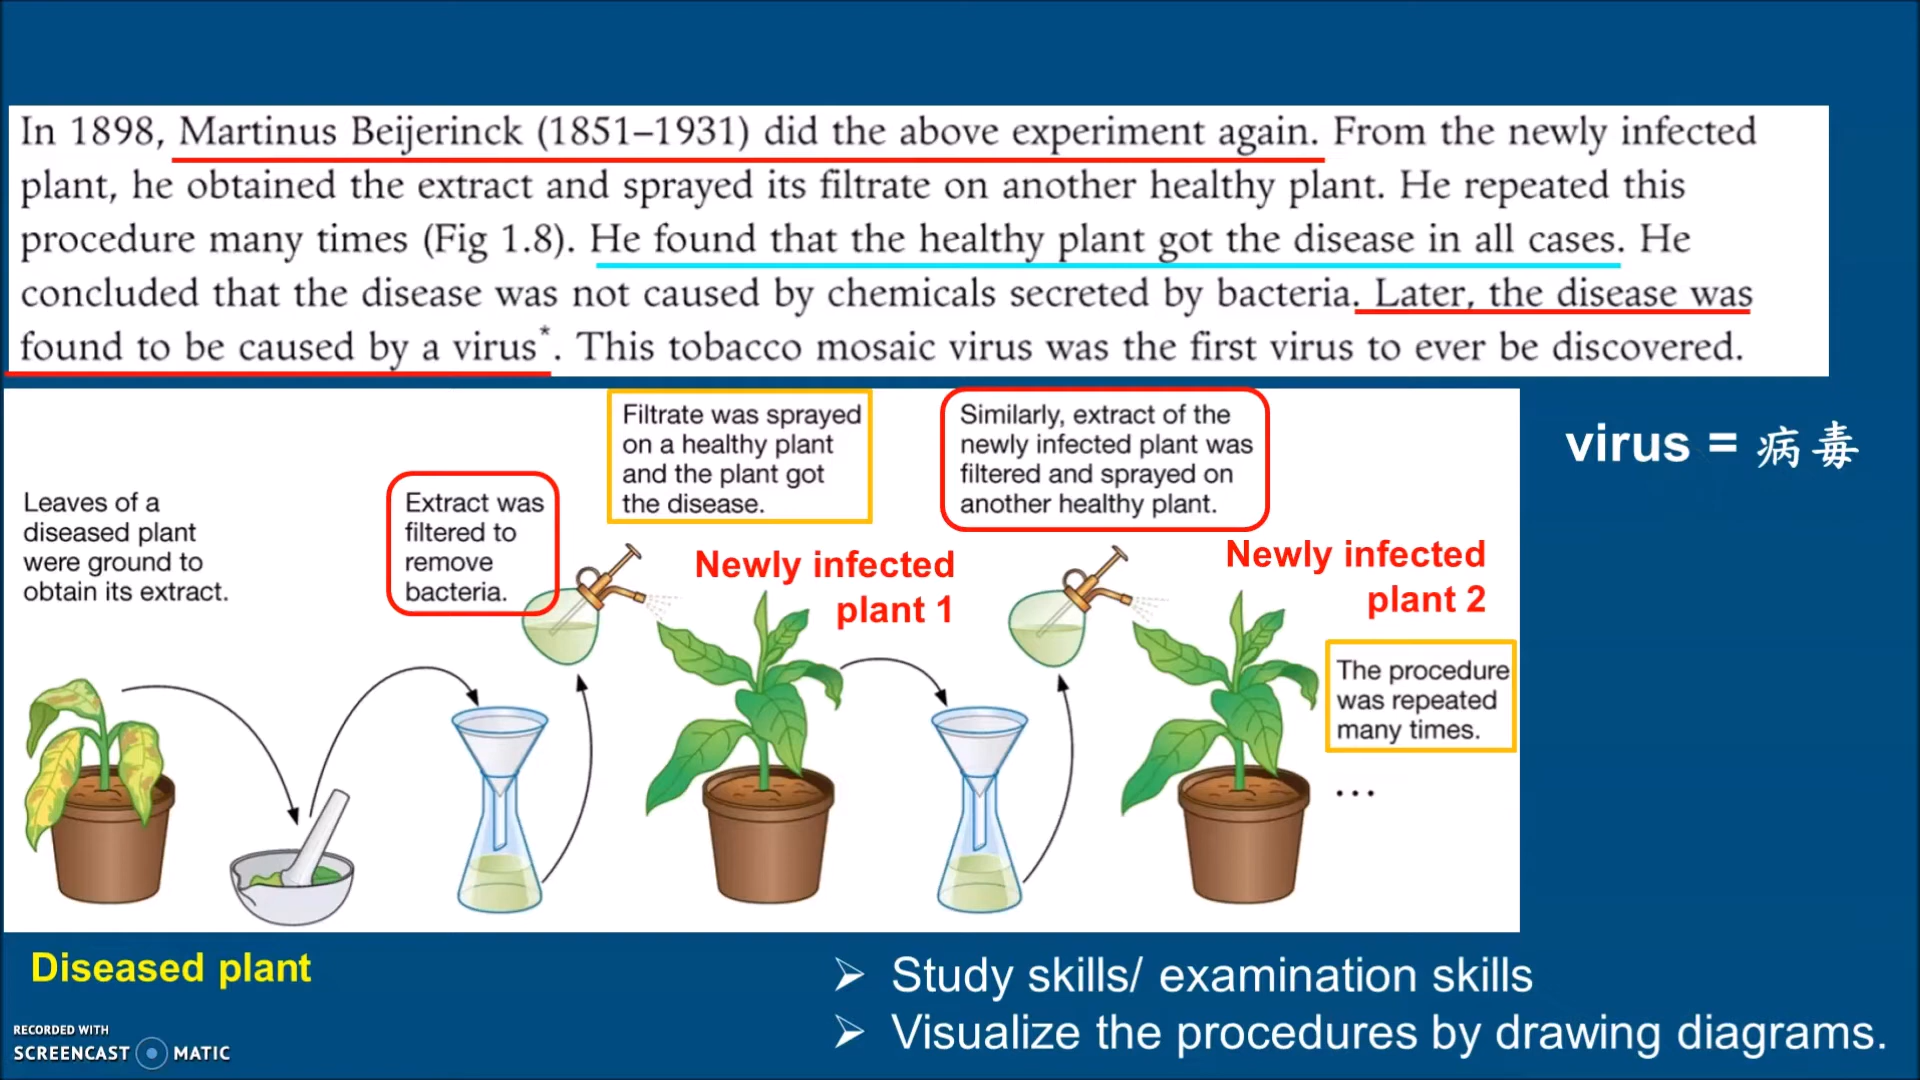 In 1898, Martinus Beijerinck (1851–1931) did the above experiment again. From the newly infected
plant, he obtained the extract and sprayed its filtrate on another healthy plant. He repeated this
procedure many times (Fig 1.8). He found that the healthy plant got the disease in all cases. He
concluded that the disease was not caused by chemicals secreted by bacteria. Later, the disease was
found to be caused by a virus*. This tobacco mosaic virus was the first virus to ever be discovered.
virus = 病毒
Leaves of a
diseased plant
were ground to
obtain its extract.
Extract was
filtered to
remove
bacteria.
Filtrate was sprayed
on a healthy plant
and the plant got
the disease.
Newly infected
plant 1
Similarly, extract of the
newly infected plant was
filtered and sprayed on
another healthy plant.
Newly infected
plant 2
The procedure
was repeated
many times.
...
Diseased plant
➢ Study skills/ examination skills
➢ Visualize the procedures by drawing diagrams.
RECORDED WITH
SCREENCAST MATIC